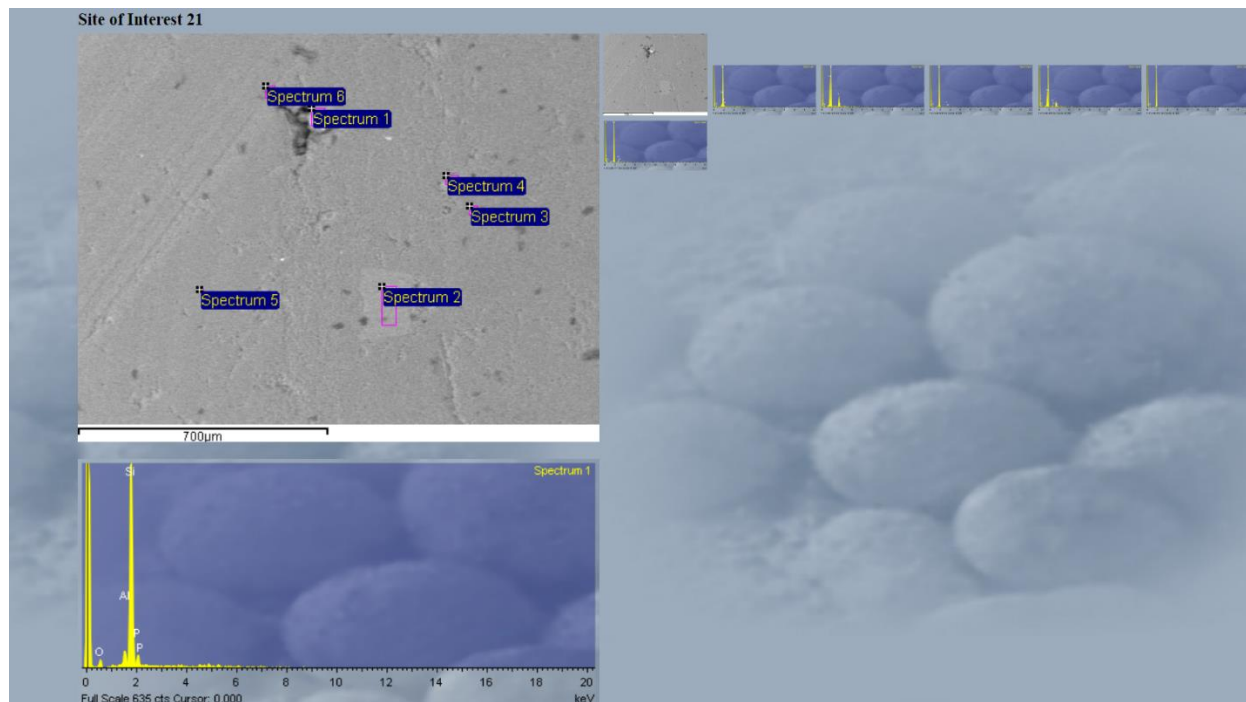 Site of Interest 21
Spectrum 6
Spectrum 1
Spectrum 4
Spectrum 3
Spectrum 5
Spectrum 2
700µm
Spectrum 1
Si
Al
P
O
P
0 2 4 6 8 10 12 14 16 18 20
Full Scale 635 cts Cursor: 0.000 keV